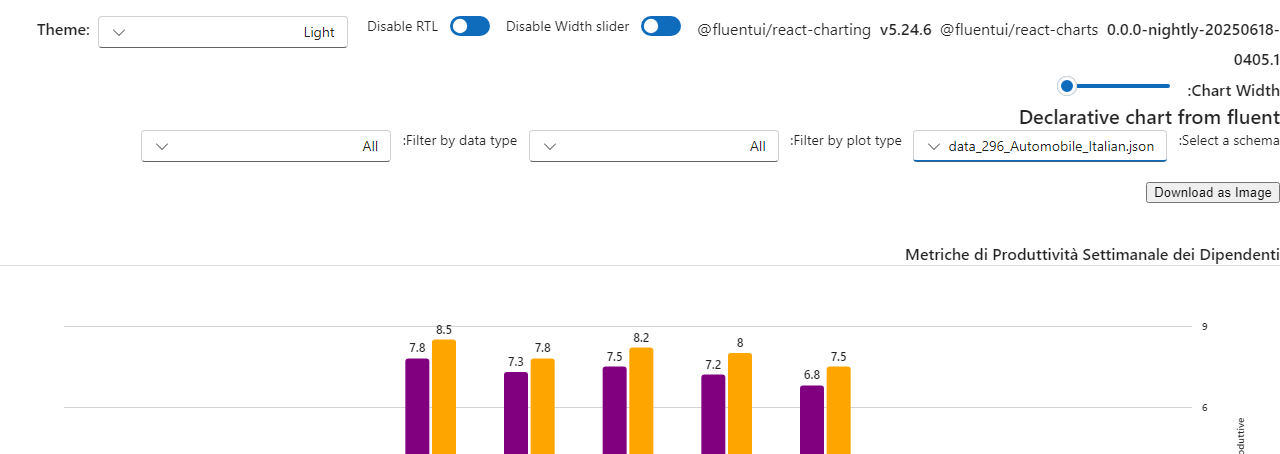 Theme:
Light
Disable RTL
Disable Width slider
@fluentui/react-charting v5.24.6 @fluentui/react-charts 0.0.0-nightly-20250618-
0405.1
:Chart Width
Declarative chart from fluent
:Select a schema
data_296_Automobile_Italian.json
:Filter by plot type
All
:Filter by data type
All
Download as Image
Metriche di Produttività Settimanale dei Dipendenti
9
6
7.8
8.5
7.3
7.8
7.5
8.2
7.2
8
6.8
7.5